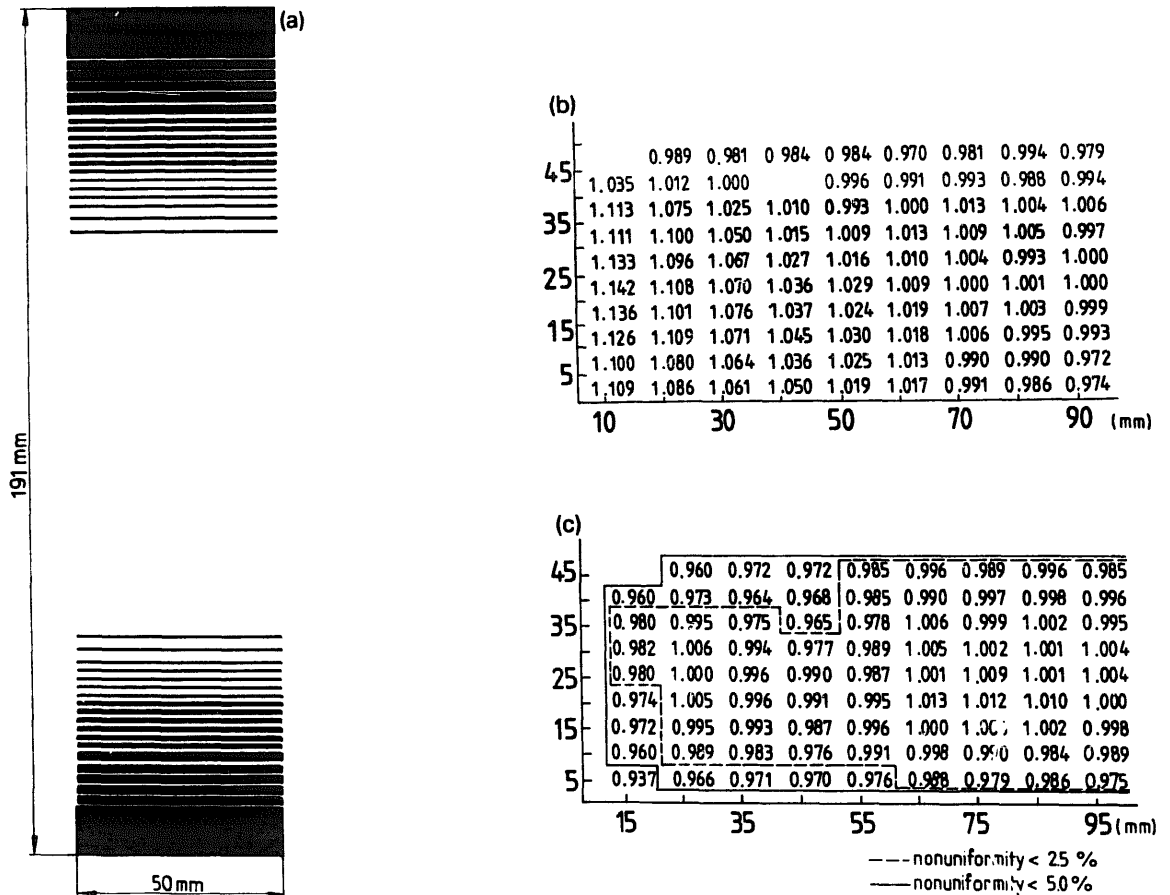 (a)
191 mm
50 mm
(b)
45
35
25
15
5
0.989 0.981 0 984 0.984 0.970 0.981 0.994 0.979
1.035 1.012 1.000 0.996 0.991 0.993 0.988 0.994
1.113 1.075 1.025 1.010 0.993 1.000 1.013 1.004 1.006
1.111 1.100 1.050 1.015 1.009 1.013 1.009 1.005 0.997
1.133 1.096 1.067 1.027 1.016 1.010 1.004 0.993 1.000
1.142 1.108 1.070 1.036 1.029 1.009 1.000 1.001 1.000
1.136 1.101 1.076 1.037 1.024 1.019 1.007 1.003 0.999
1.126 1.109 1.071 1.045 1.030 1.018 1.006 0.995 0.993
1.100 1.080 1.064 1.036 1.025 1.013 0.990 0.990 0.972
1.109 1.086 1.061 1.050 1.019 1.017 0.991 0.986 0.974
10 30 50 70 90 (mm)
(c)
45
35
25
15
5
0.960 0.972 0.972 0.985 0.996 0.989 0.996 0.985
0.960 0.973 0.964 0.968 0.985 0.990 0.997 0.998 0.996
0.980 0.995 0.975 0.965 0.978 1.006 0.999 1.002 0.995
0.982 1.006 0.994 0.977 0.989 1.005 1.002 1.001 1.004
0.980 1.000 0.996 0.990 0.987 1.001 1.009 1.001 1.004
0.974 1.005 0.996 0.991 0.995 1.013 1.012 1.010 1.000
0.972 0.995 0.993 0.987 0.996 1.000 1.002 0.998
0.960 0.989 0.983 0.976 0.991 0.998 0.990 0.984 0.989
0.937 0.966 0.971 0.970 0.976 0.988 0.979 0.986 0.975
15 35 55 75 95 (mm)
nonuniformity < 2.5 %
nonuniformity < 5.0 %